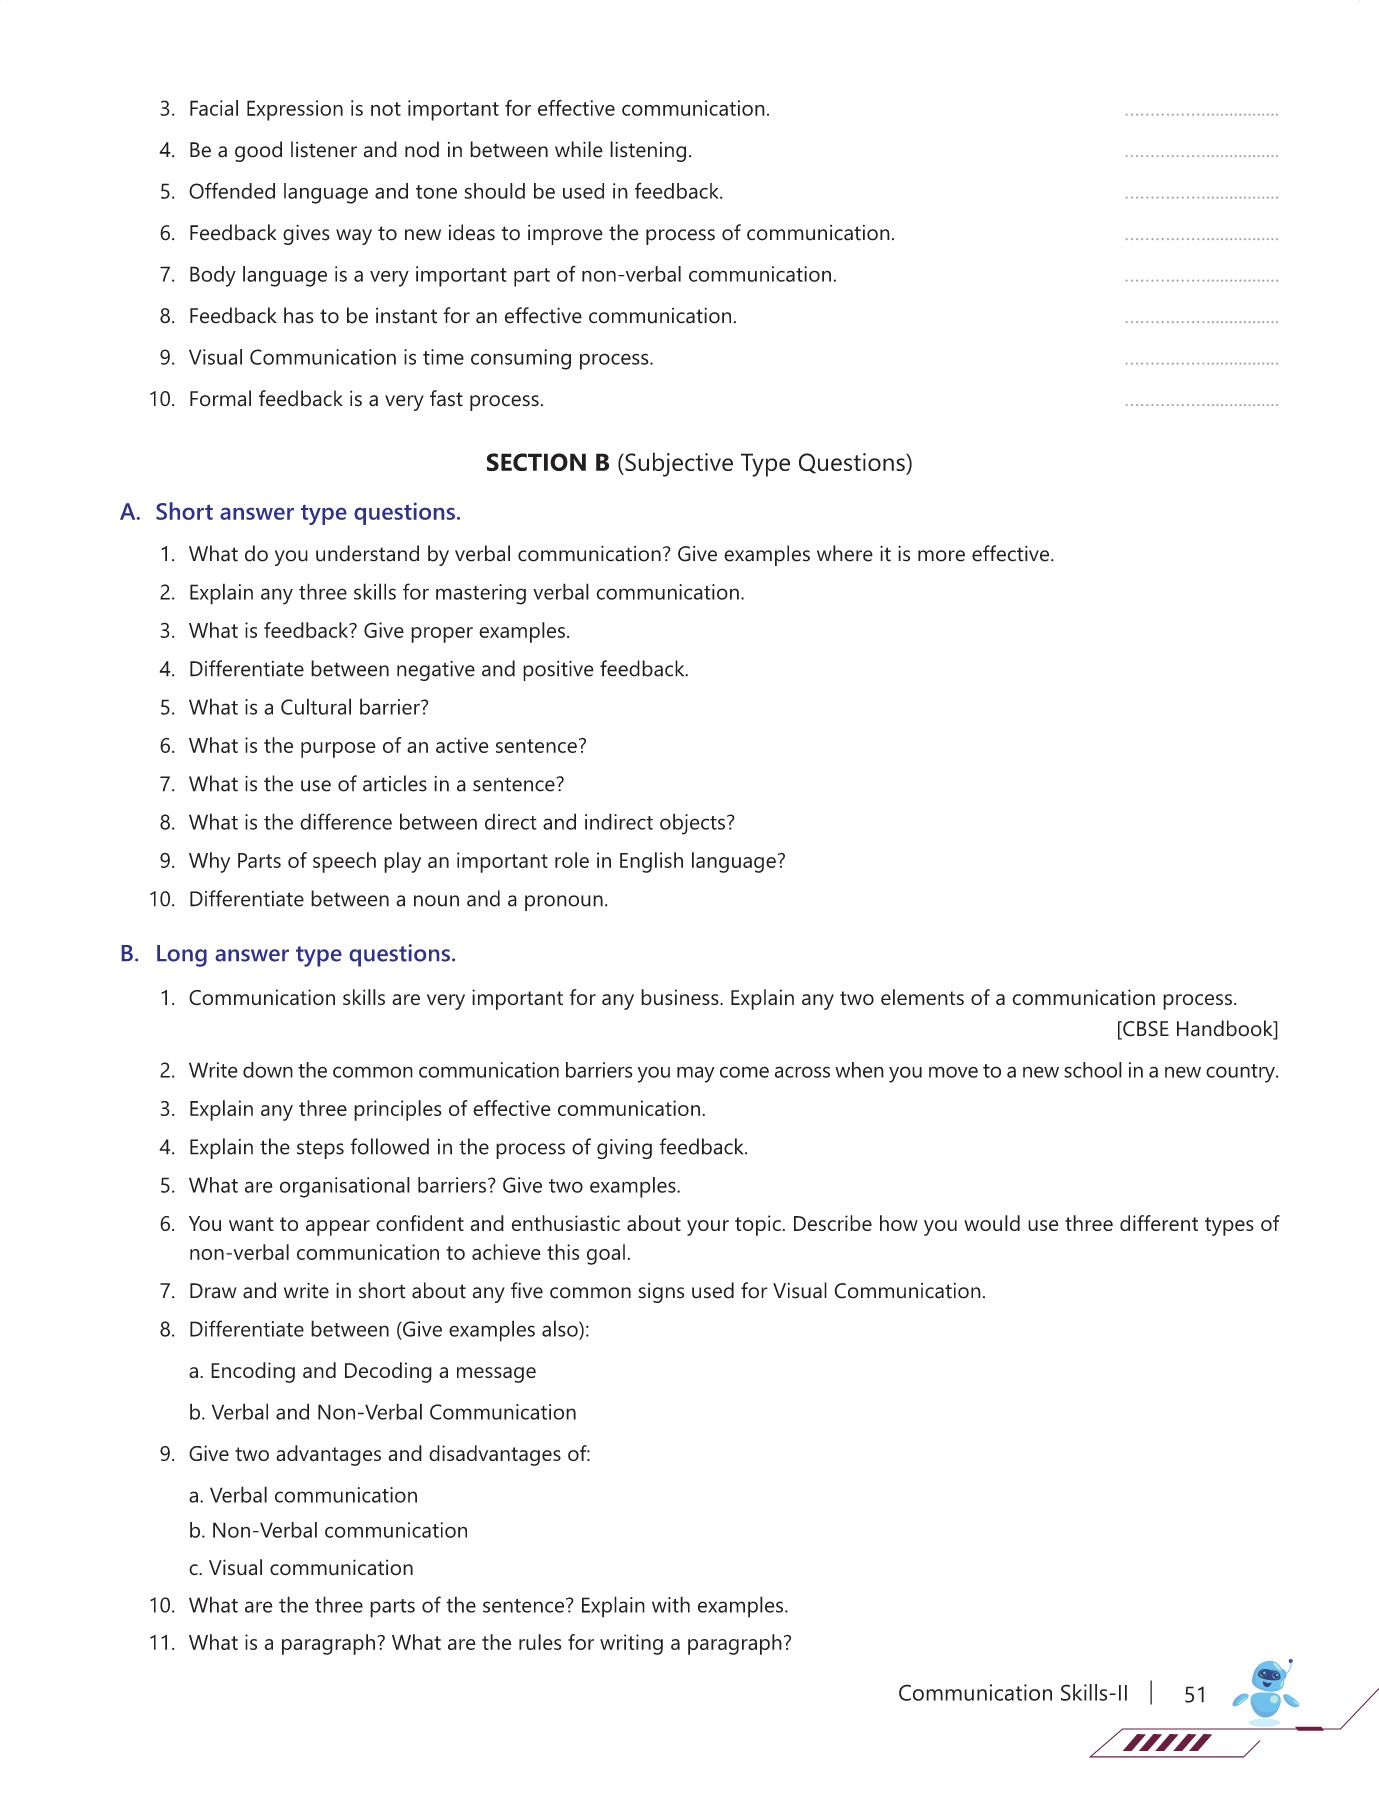 3. Facial Expression is not important for effective communication. ..............................
4. Be a good listener and nod in between while listening. ..............................
5. Offended language and tone should be used in feedback. ..............................
6. Feedback gives way to new ideas to improve the process of communication. ..............................
7. Body language is a very important part of non-verbal communication. ..............................
8. Feedback has to be instant for an effective communication. ..............................
9. Visual Communication is time consuming process. ..............................
10. Formal feedback is a very fast process. ..............................
SECTION B (Subjective Type Questions)
A. Short answer type questions.
1. What do you understand by verbal communication? Give examples where it is more effective.
2. Explain any three skills for mastering verbal communication.
3. What is feedback? Give proper examples.
4. Differentiate between negative and positive feedback.
5. What is a Cultural barrier?
6. What is the purpose of an active sentence?
7. What is the use of articles in a sentence?
8. What is the difference between direct and indirect objects?
9. Why Parts of speech play an important role in English language?
10. Differentiate between a noun and a pronoun.
B. Long answer type questions.
1. Communication skills are very important for any business. Explain any two elements of a communication process.
[CBSE Handbook]
2. Write down the common communication barriers you may come across when you move to a new school in a new country.
3. Explain any three principles of effective communication.
4. Explain the steps followed in the process of giving feedback.
5. What are organisational barriers? Give two examples.
6. You want to appear confident and enthusiastic about your topic. Describe how you would use three different types of
non-verbal communication to achieve this goal.
7. Draw and write in short about any five common signs used for Visual Communication.
8. Differentiate between (Give examples also):
a. Encoding and Decoding a message
b. Verbal and Non-Verbal Communication
9. Give two advantages and disadvantages of:
a. Verbal communication
b. Non-Verbal communication
c. Visual communication
10. What are the three parts of the sentence? Explain with examples.
11. What is a paragraph? What are the rules for writing a paragraph?
Communication Skills-II | 51